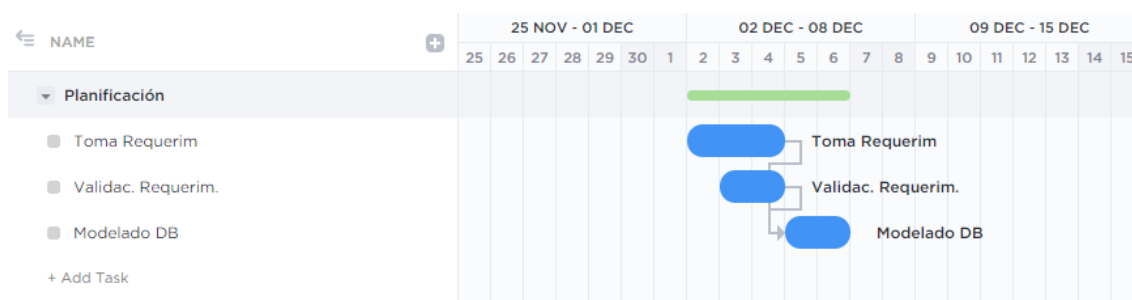 NAME
25 NOV - 01 DEC 02 DEC - 08 DEC 09 DEC - 15 DEC
25 26 27 28 29 30 1 2 3 4 5 6 7 8 9 10 11 12 13 14 15
Planificación
Toma Requerim Toma Requerim
Validac. Requerim. Validac. Requerim.
Modelado DB Modelado DB
+ Add Task